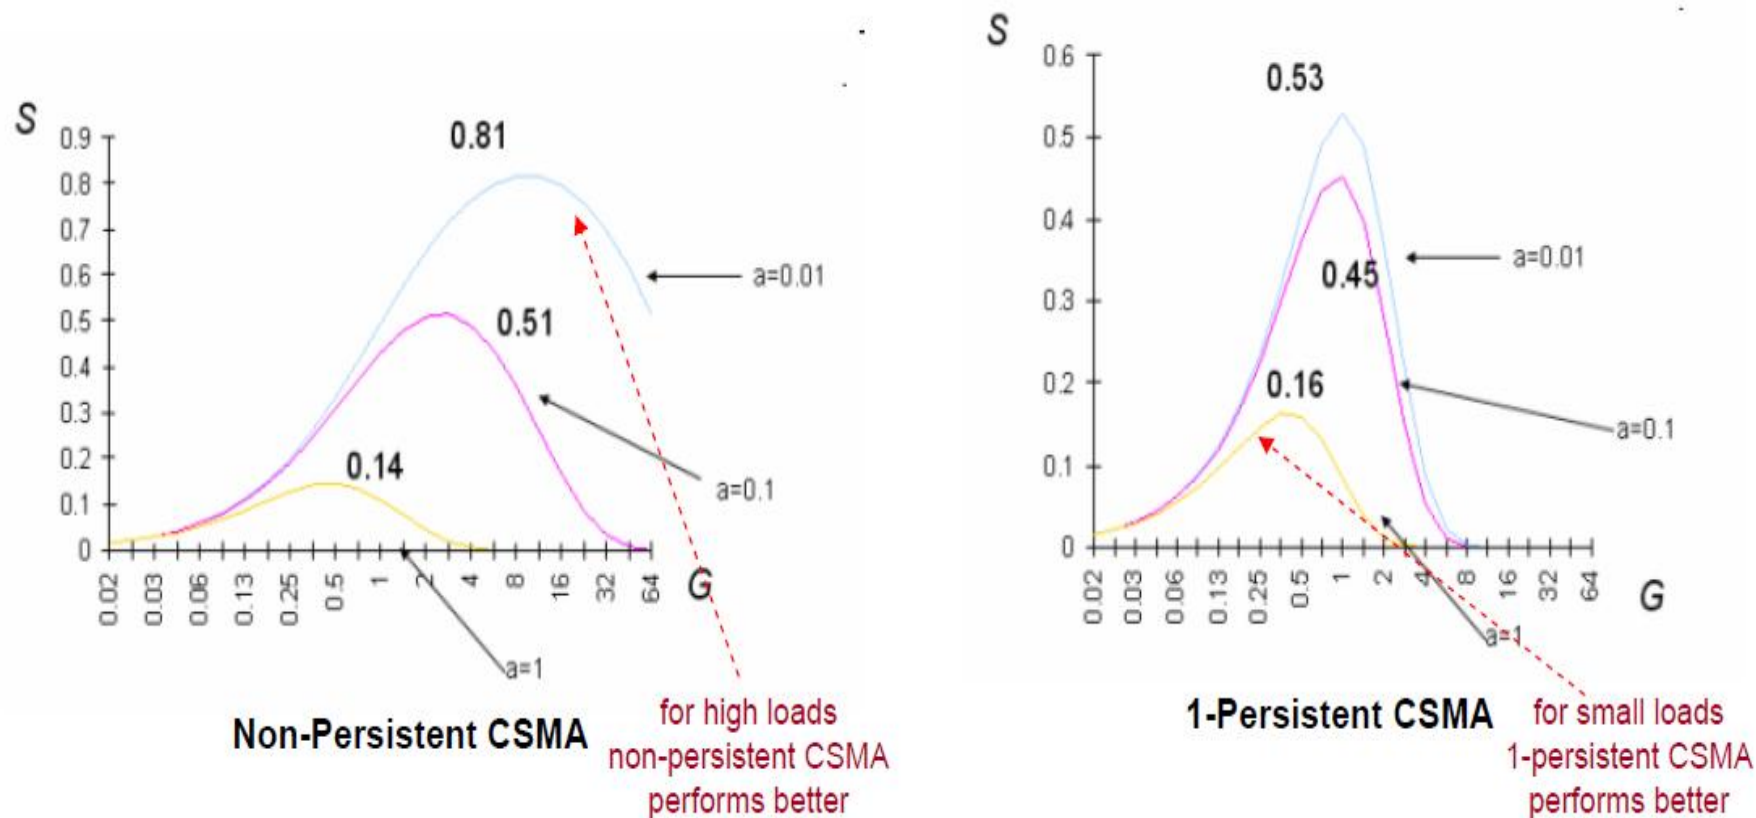 S
0.9
0.8
0.7
0.6
0.5
0.4
0.3
0.2
0.1
0
0.81
0.51
0.14
a=0.01
a=0.1
a=1
0.02
0.03
0.06
0.13
0.25
0.5
1
2
4
8
16
32
64
G
Non-Persistent CSMA
for high loads
non-persistent CSMA
performs better
S
0.6
0.5
0.4
0.3
0.2
0.1
0
0.53
0.45
0.16
a=0.01
a=0.1
a=1
0.02
0.03
0.06
0.13
0.25
0.5
1
2
4
8
16
32
64
G
1-Persistent CSMA
for small loads
1-persistent CSMA
performs better